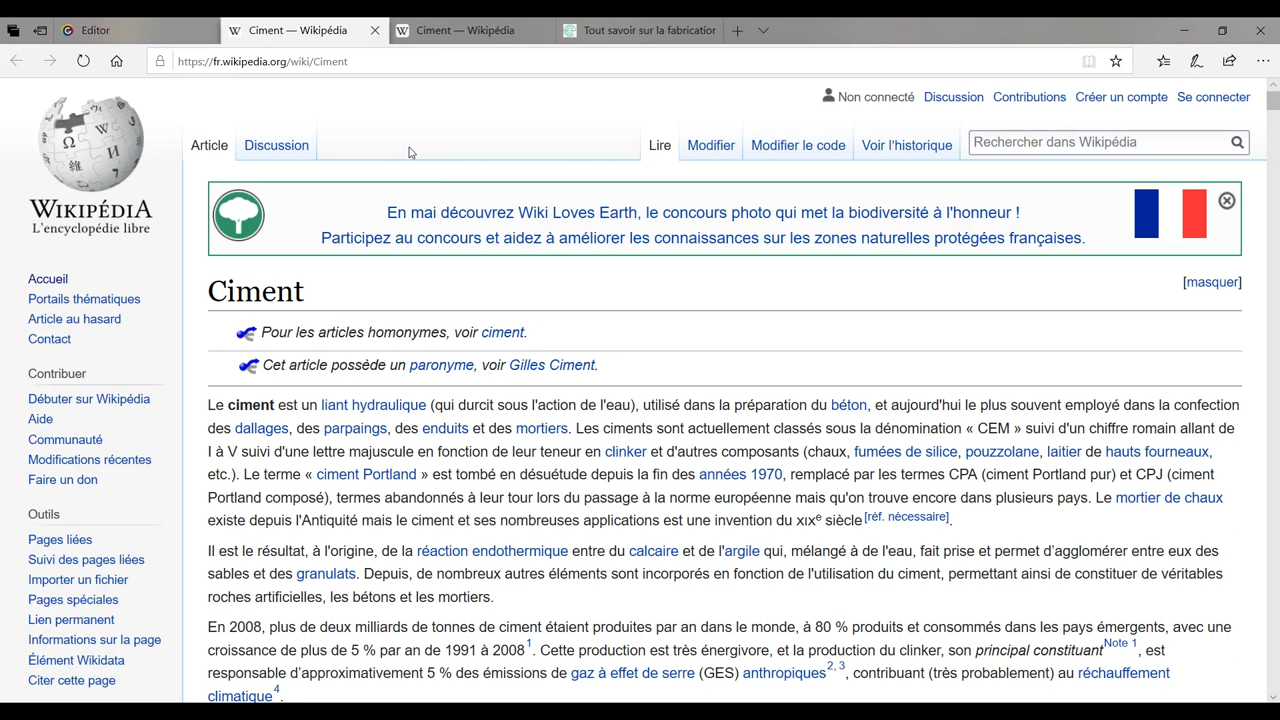 Editor
Ciment — Wikipédia
Ciment — Wikipédia
Tout savoir sur la fabricatior
https://fr.wikipedia.org/wiki/Ciment
Non connecté Discussion Contributions Créer un compte Se connecter
Article Discussion Lire Modifier Modifier le code Voir l'historique Rechercher dans Wikipédia
WIKIPÉDIA
L'encyclopédie libre
En mai découvrez Wiki Loves Earth, le concours photo qui met la biodiversité à l'honneur !
Participez au concours et aidez à améliorer les connaissances sur les zones naturelles protégées françaises.
Accueil
Portails thématiques
Article au hasard
Contact
Contribuer
Débuter sur Wikipédia
Aide
Communauté
Modifications récentes
Faire un don
Outils
Pages liées
Suivi des pages liées
Importer un fichier
Pages spéciales
Lien permanent
Informations sur la page
Élément Wikidata
Citer cette page
Ciment
[masquer]
Pour les articles homonymes, voir ciment.
Cet article possède un paronyme, voir Gilles Ciment.
Le ciment est un liant hydraulique (qui durcit sous l'action de l'eau), utilisé dans la préparation du béton, et aujourd'hui le plus souvent employé dans la confection
des dallages, des parpaings, des enduits et des mortiers. Les ciments sont actuellement classés sous la dénomination « CEM » suivi d'un chiffre romain allant de
I à V suivi d'une lettre majuscule en fonction de leur teneur en clinker et d'autres composants (chaux, fumées de silice, pouzzolane, laitier de hauts fourneaux,
etc.). Le terme « ciment Portland » est tombé en désuétude depuis la fin des années 1970, remplacé par les termes CPA (ciment Portland pur) et CPJ (ciment
Portland composé), termes abandonnés à leur tour lors du passage à la norme européenne mais qu'on trouve encore dans plusieurs pays. Le mortier de chaux
existe depuis l'Antiquité mais le ciment et ses nombreuses applications est une invention du XIXe siècle [réf. nécessaire].
Il est le résultat, à l'origine, de la réaction endothermique entre du calcaire et de l'argile qui, mélangé à de l'eau, fait prise et permet d'agglomérer entre eux des
sables et des granulats. Depuis, de nombreux autres éléments sont incorporés en fonction de l'utilisation du ciment, permettant ainsi de constituer de véritables
roches artificielles, les bétons et les mortiers.
En 2008, plus de deux milliards de tonnes de ciment étaient produites par an dans le monde, à 80 % produits et consommés dans les pays émergents, avec une
croissance de plus de 5 % par an de 1991 à 2008 1. Cette production est très énergivore, et la production du clinker, son principal constituant Note 1, est
responsable d'approximativement 5 % des émissions de gaz à effet de serre (GES) anthropiques 2, 3, contribuant (très probablement) au réchauffement
climatique 4.